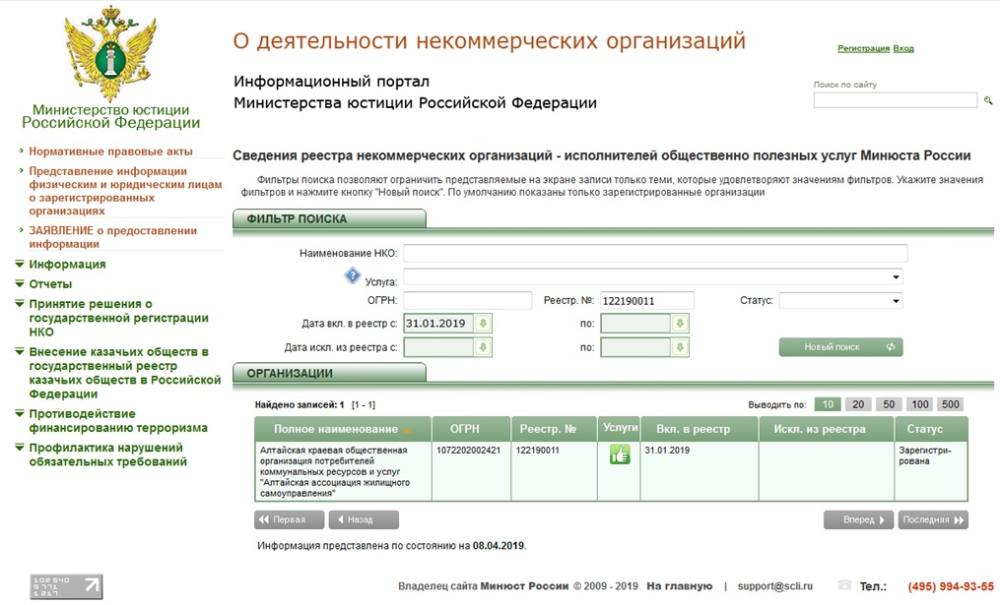 Министерство юстиции
Российской Федерации
О деятельности некоммерческих организаций
Регистрация Вход
Информационный портал
Министерства юстиции Российской Федерации
Поиск по сайту
Нормативные правовые акты
Представление информации
физическим и юридическим лицам
о зарегистрированных
организациях
ЗАЯВЛЕНИЕ о предоставлении
информации
Информация
Отчеты
Принятие решения о
государственной регистрации
НКО
Внесение казачьих обществ в
государственный реестр
казачьих обществ в Российской
Федерации
Противодействие
финансированию терроризма
Профилактика нарушений
обязательных требований
Сведения реестра некоммерческих организаций - исполнителей общественно полезных услуг Минюста России
Фильтры поиска позволяют ограничить представляемые на экране записи только теми, которые удовлетворяют значениям фильтров. Укажите значения
фильтров и нажмите кнопку "Новый поиск". По умолчанию показаны только зарегистрированные организации
ФИЛЬТР ПОИСКА
Наименование НКО:
? Услуга:
ОГРН: Реестр. №: 122190011 Статус:
Дата вкл. в реестр с: 31.01.2019 по:
Дата искл. из реестра с: по: Новый поиск
ОРГАНИЗАЦИИ
Найдено записей: 1 [1 - 1] Выводить по: 10 20 50 100 500
Полное наименование ОГРН Реестр. № Услуги Вкл. в реестр Искл. из реестра Статус
Алтайская краевая общественная 1072202002421 122190011 31.01.2019 Зарегистри-
организация потребителей рована
коммунальных ресурсов и услуг
"Алтайская ассоциация жилищного
самоуправления"
Первая Назад Вперед Последняя
Информация представлена по состоянию на 08.04.2019.
Владелец сайта Минюст России © 2009 - 2019 На главную | support@scli.ru Тел.: (495) 994-93-55